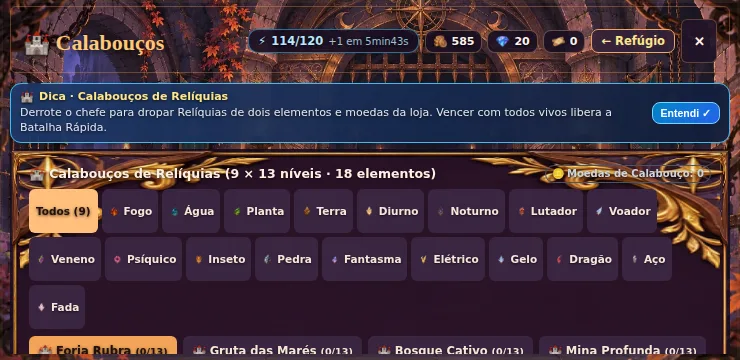 Calabouços
114/120 +1 em 5min43s
585
20
0
← Refúgio
×
Dica · Calabouços de Relíquias
Derrote o chefe para dropar Relíquias de dois elementos e moedas da loja. Vencer com todos vivos libera a
Batalha Rápida.
Entendi ✓
Calabouços de Relíquias (9 × 13 níveis · 18 elementos)
Moedas de Calabouço: 0
Todos (9)
Fogo
Água
Planta
Terra
Diurno
Noturno
Lutador
Voador
Veneno
Psíquico
Inseto
Pedra
Fantasma
Elétrico
Gelo
Dragão
Aço
Fada
Forja Rubra (0/13)
Gruta das Marés (0/13)
Bosque Cativo (0/13)
Mina Profunda (0/13)